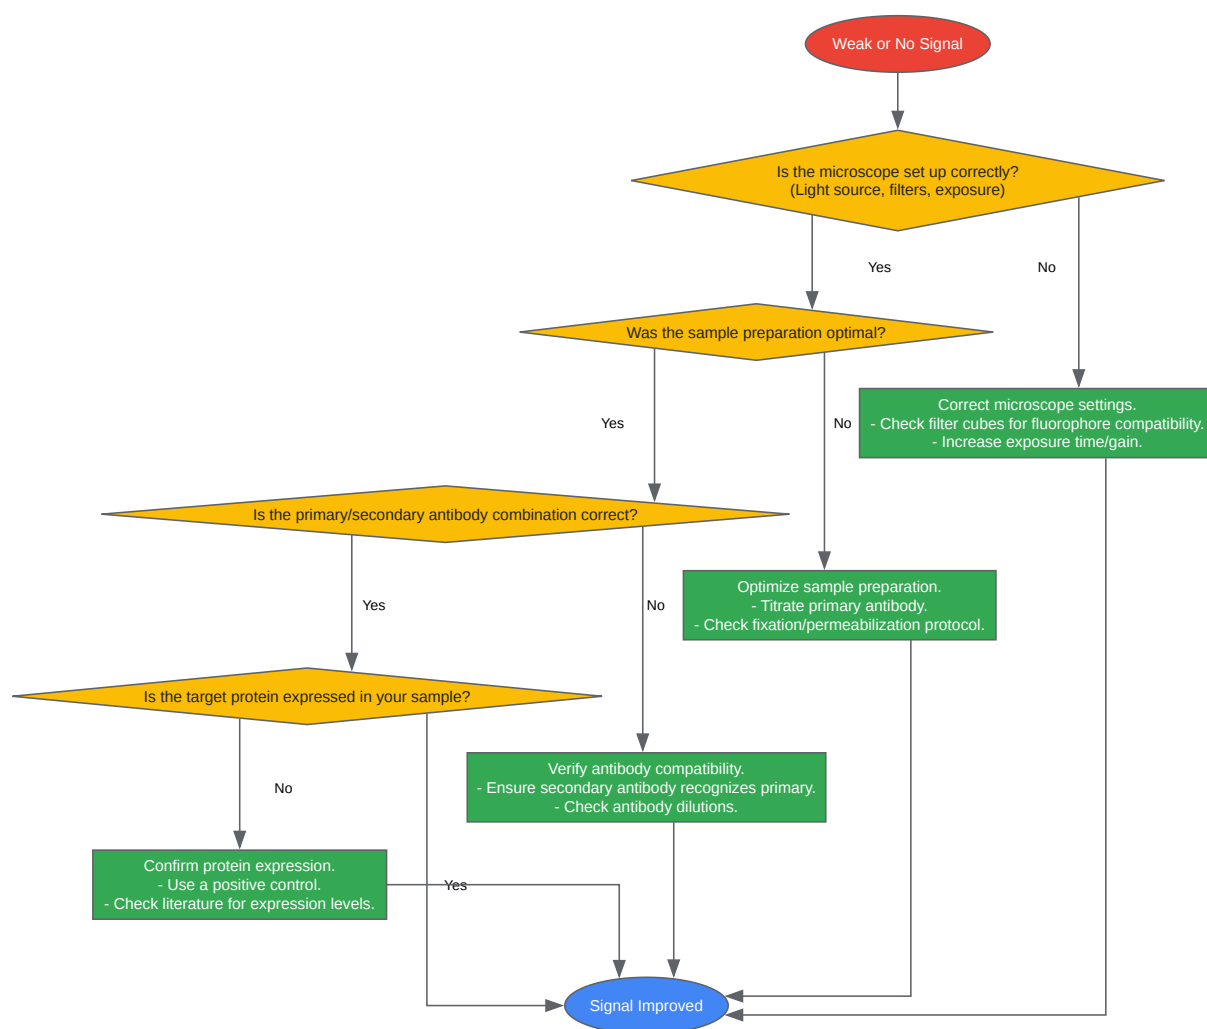 Weak or No Signal
Is the microscope set up correctly?
(Light source, filters, exposure)
Yes
No
Was the sample preparation optimal?
Correct microscope settings.
- Check filter cubes for fluorophore compatibility.
- Increase exposure time/gain.
Yes
No
Is the primary/secondary antibody combination correct?
Optimize sample preparation.
- Titrate primary antibody.
- Check fixation/permeabilization protocol.
Yes
No
Is the target protein expressed in your sample?
Verify antibody compatibility.
- Ensure secondary antibody recognizes primary.
- Check antibody dilutions.
No
Confirm protein expression.
- Use a positive control.
- Check literature for expression levels.
Yes
Signal Improved